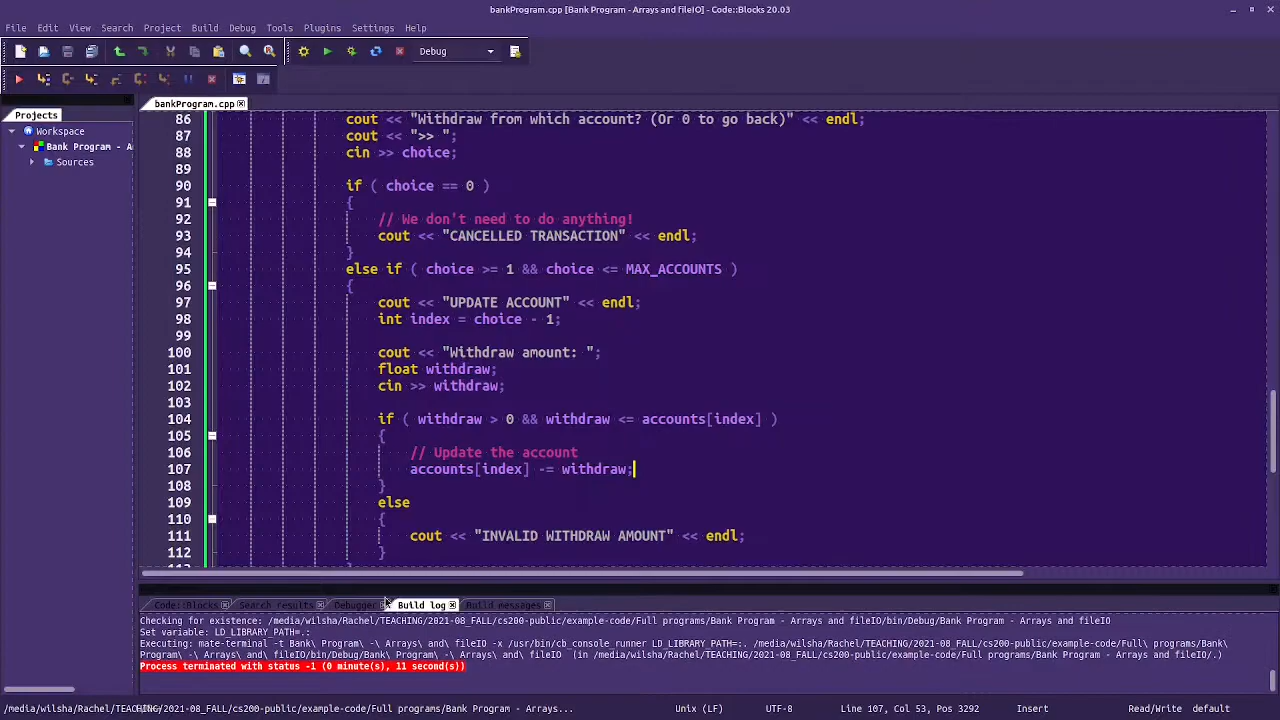 bankProgram.cpp [Bank Program - Arrays and fileIO] - Code::Blocks 20.03
File Edit View Search Project Build Debug Tools Plugins Settings Help
Debug
Projects
bankProgram.cpp
Workspace
Bank Program - A
Sources
86 cout << "Withdraw from which account? (Or 0 to go back)" << endl;
87 cout << ">> ";
88 cin >> choice;
89
90 if ( choice == 0 )
91 {
92 // We don't need to do anything!
93 cout << "CANCELLED TRANSACTION" << endl;
94 }
95 else if ( choice >= 1 && choice <= MAX_ACCOUNTS )
96 {
97 cout << "UPDATE ACCOUNT" << endl;
98 int index = choice - 1;
99
100 cout << "Withdraw amount: ";
101 float withdraw;
102 cin >> withdraw;
103
104 if ( withdraw > 0 && withdraw <= accounts[index] )
105 {
106 // Update the account
107 accounts[index] -= withdraw;
108 }
109 else
110 {
111 cout << "INVALID WITHDRAW AMOUNT" << endl;
112 }
Code::Blocks Search results Debugger Build log Build messages
Checking for existence: /media/wilsha/Rachel/TEACHING/2021-08_FALL/cs200-public/example-code/Full programs/Bank Program - Arrays and fileIO/bin/Debug/Bank Program - Arrays and fileIO
Set variable: LD_LIBRARY_PATH=.:
Executing: mate-terminal -t Bank\ Program\ -\ Arrays\ and\ fileIO -x /usr/bin/cb_console_runner LD_LIBRARY_PATH=:. /media/wilsha/Rachel/TEACHING/2021-08_FALL/cs200-public/example-code/Full\ programs/Bank\
Program\ -\ Arrays\ and\ fileIO/bin/Debug/Bank\ Program\ -\ Arrays\ and\ fileIO (in /media/wilsha/Rachel/TEACHING/2021-08_FALL/cs200-public/example-code/Full programs/Bank Program - Arrays and fileIO/.)
Process terminated with status -1 (0 minute(s), 11 second(s))
/cs200-public/example-code/Full programs/Bank Program - Arrays... Unix (LF) UTF-8 Line 107, Col 53, Pos 3292 Insert Read/Write default